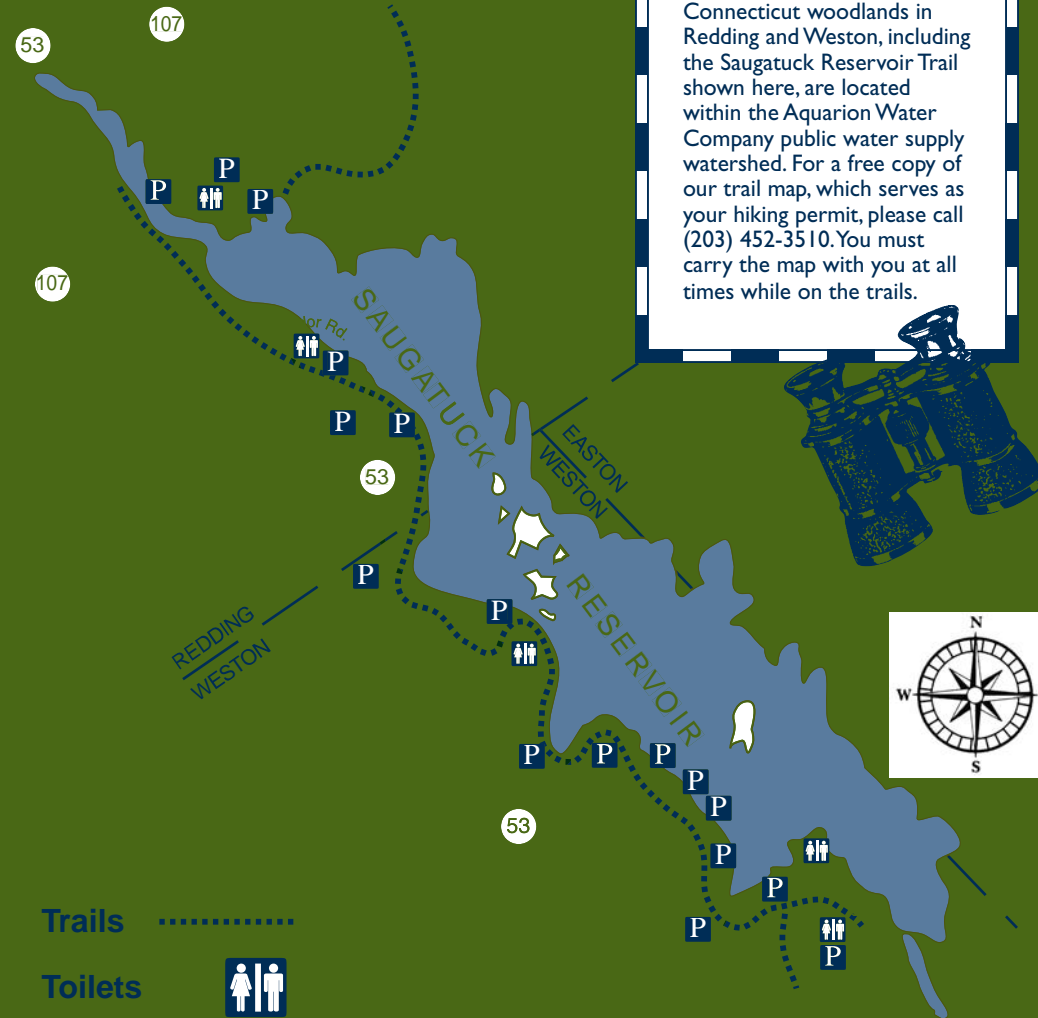 Connecticut woodlands in
Redding and Weston, including
the Saugatuck Reservoir Trail
shown here, are located
within the Aquarion Water
Company public water supply
watershed. For a free copy of
our trail map, which serves as
your hiking permit, please call
(203) 452-3510. You must
carry the map with you at all
times while on the trails.
107
53
P
P
P
107
Rd.
P
P
P
SAUGATUCK
53
EASTON
WESTON
P
REDDING
WESTON
P
RESERVOIR
N
W
S
P
P
P
P
P
53
P
P
P
P
Trails
Toilets